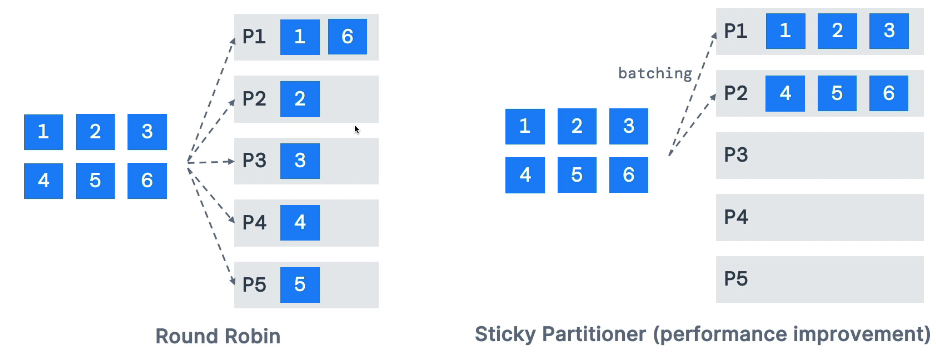 1 2 3
4 5 6
P1 1 6
P2 2
P3 3
P4 4
P5 5
Round Robin
1 2 3
4 5 6
batching
P1 1 2 3
P2 4 5 6
P3
P4
P5
Sticky Partitioner (performance improvement)